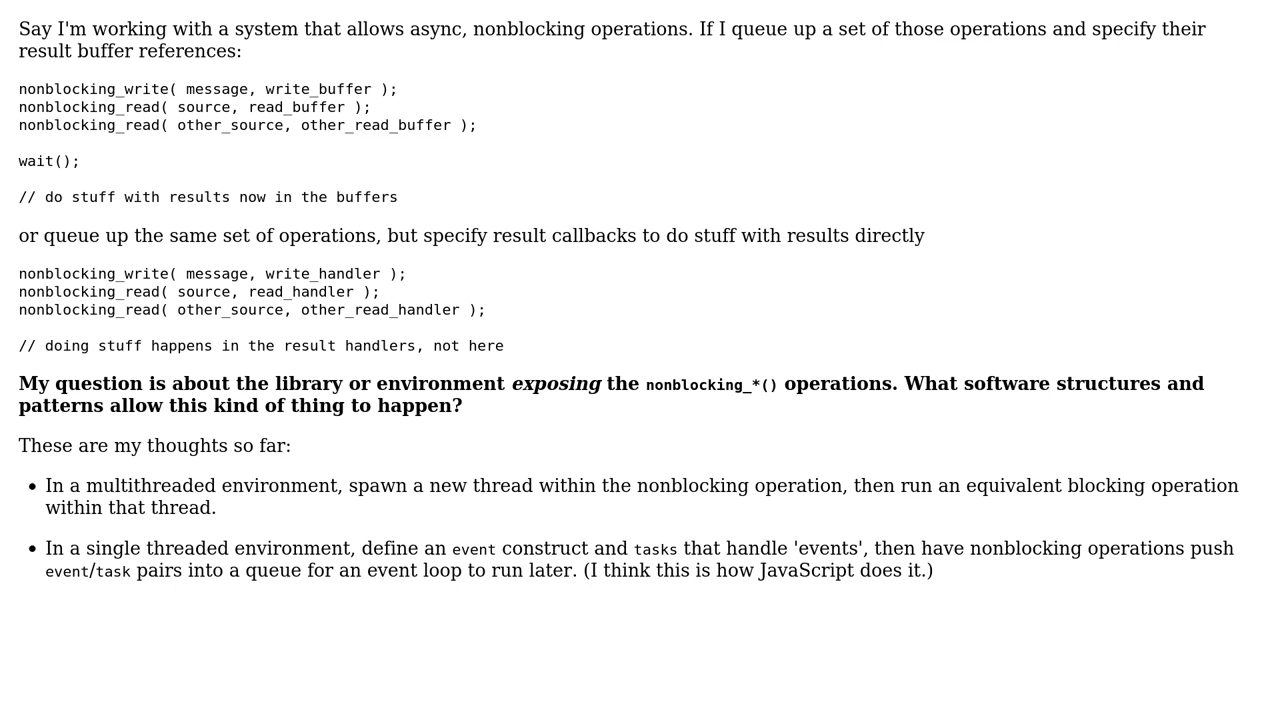 Say I'm working with a system that allows async, nonblocking operations. If I queue up a set of those operations and specify their
result buffer references:
nonblocking_write( message, write_buffer );
nonblocking_read( source, read_buffer );
nonblocking_read( other_source, other_read_buffer );
wait();
// do stuff with results now in the buffers
or queue up the same set of operations, but specify result callbacks to do stuff with results directly
nonblocking_write( message, write_handler );
nonblocking_read( source, read_handler );
nonblocking_read( other_source, other_read_handler );
// doing stuff happens in the result handlers, not here
My question is about the library or environment exposing the nonblocking_*() operations. What software structures and
patterns allow this kind of thing to happen?
These are my thoughts so far:
• In a multithreaded environment, spawn a new thread within the nonblocking operation, then run an equivalent blocking operation
within that thread.
• In a single threaded environment, define an event construct and tasks that handle 'events', then have nonblocking operations push
event/task pairs into a queue for an event loop to run later. (I think this is how JavaScript does it.)